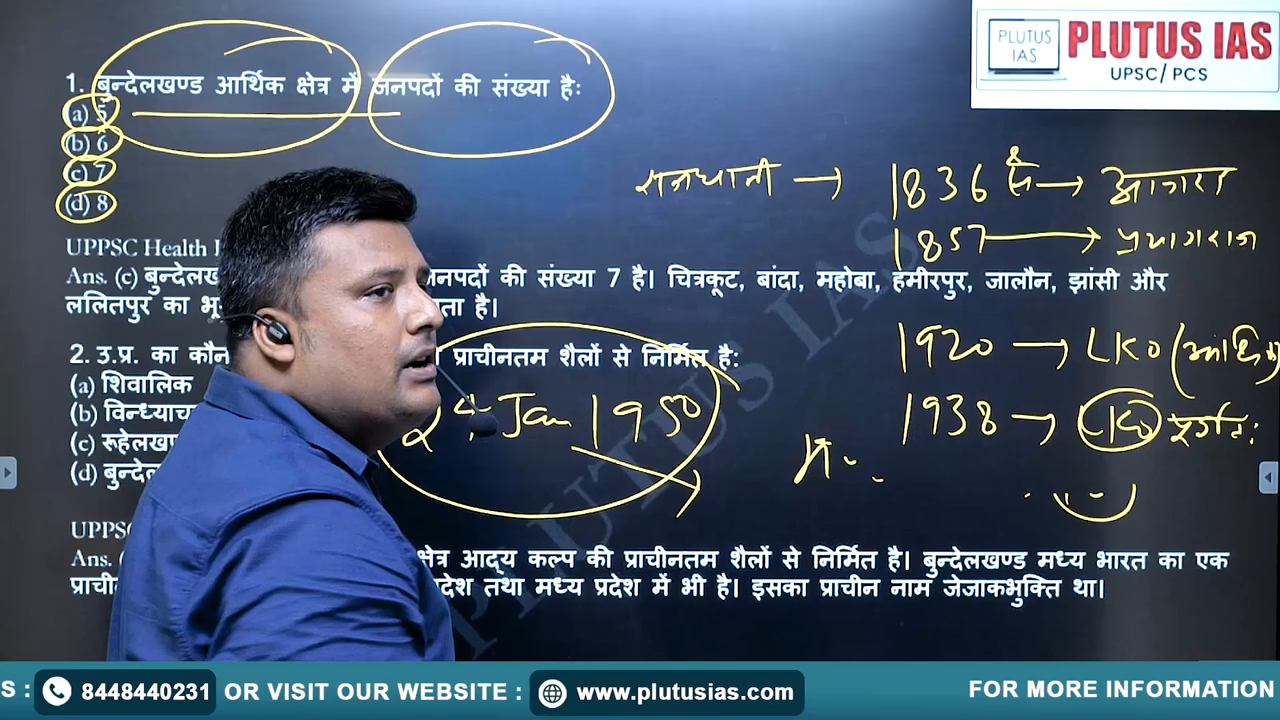 PLUTUS IAS
PLUTUS IAS
UPSC/ PCS
1. बुन्देलखण्ड आर्थिक क्षेत्र में जनपदों की संख्या है:
(a) 5
(b) 6
(c) 7
(d) 8
राजधानी → 1836 से → आगरा
1857 → प्रयागराज
UPPSC Health
Ans. (c) जनपदों की संख्या 7 है। चित्रकूट, बांदा, महोबा, हमीरपुर, जालौन, झांसी और
ललितपुर का है।
1920 → LKO
2. उ.प्र. का प्राचीनतम शैलों से निर्मित है:
(a) शिवालिक
(b)
(c)
(d)
24 Jan 1950
1938 → LKO पूर्णतः
UPPSC
Ans. क्षेत्र आद्य कल्प की प्राचीनतम शैलों से निर्मित है। बुन्देलखण्ड मध्य भारत का एक
तथा मध्य प्रदेश में भी है। इसका प्राचीन नाम जेजाकभुक्ति था।
PLUTUS IAS
S : 8448440231 OR VISIT OUR WEBSITE : www.plutusias.com FOR MORE INFORMATION